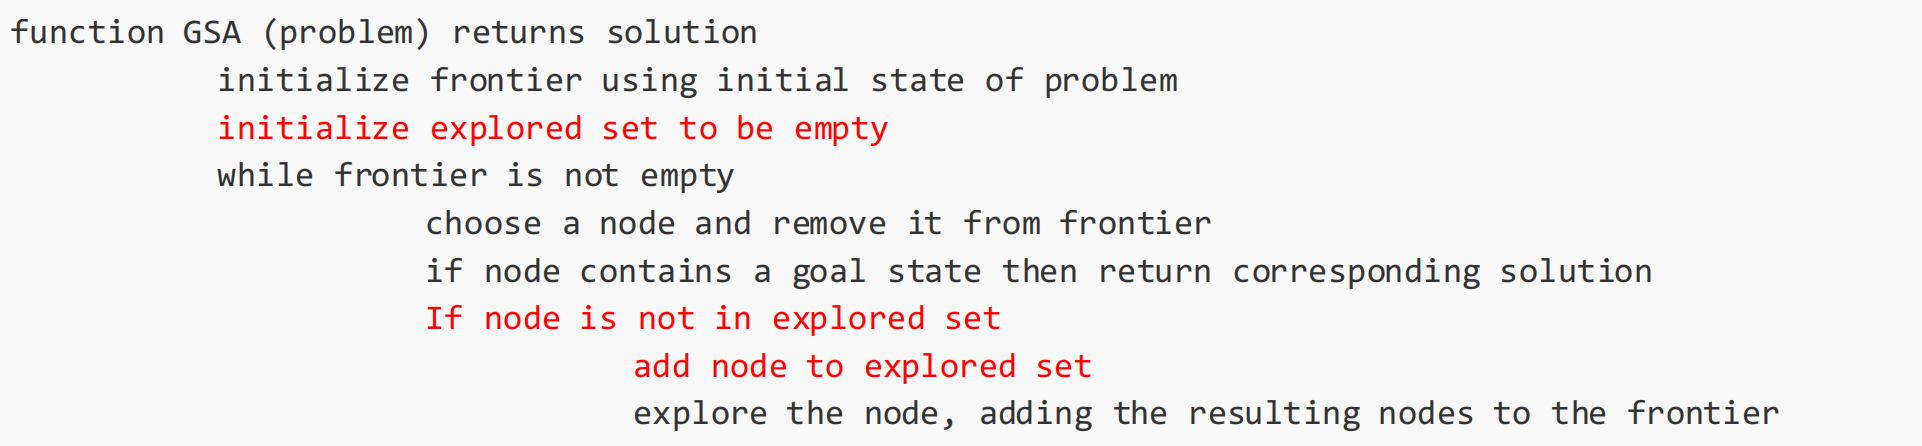 function GSA (problem) returns solution
initialize frontier using initial state of problem
initialize explored set to be empty
while frontier is not empty
choose a node and remove it from frontier
if node contains a goal state then return corresponding solution
If node is not in explored set
add node to explored set
explore the node, adding the resulting nodes to the frontier